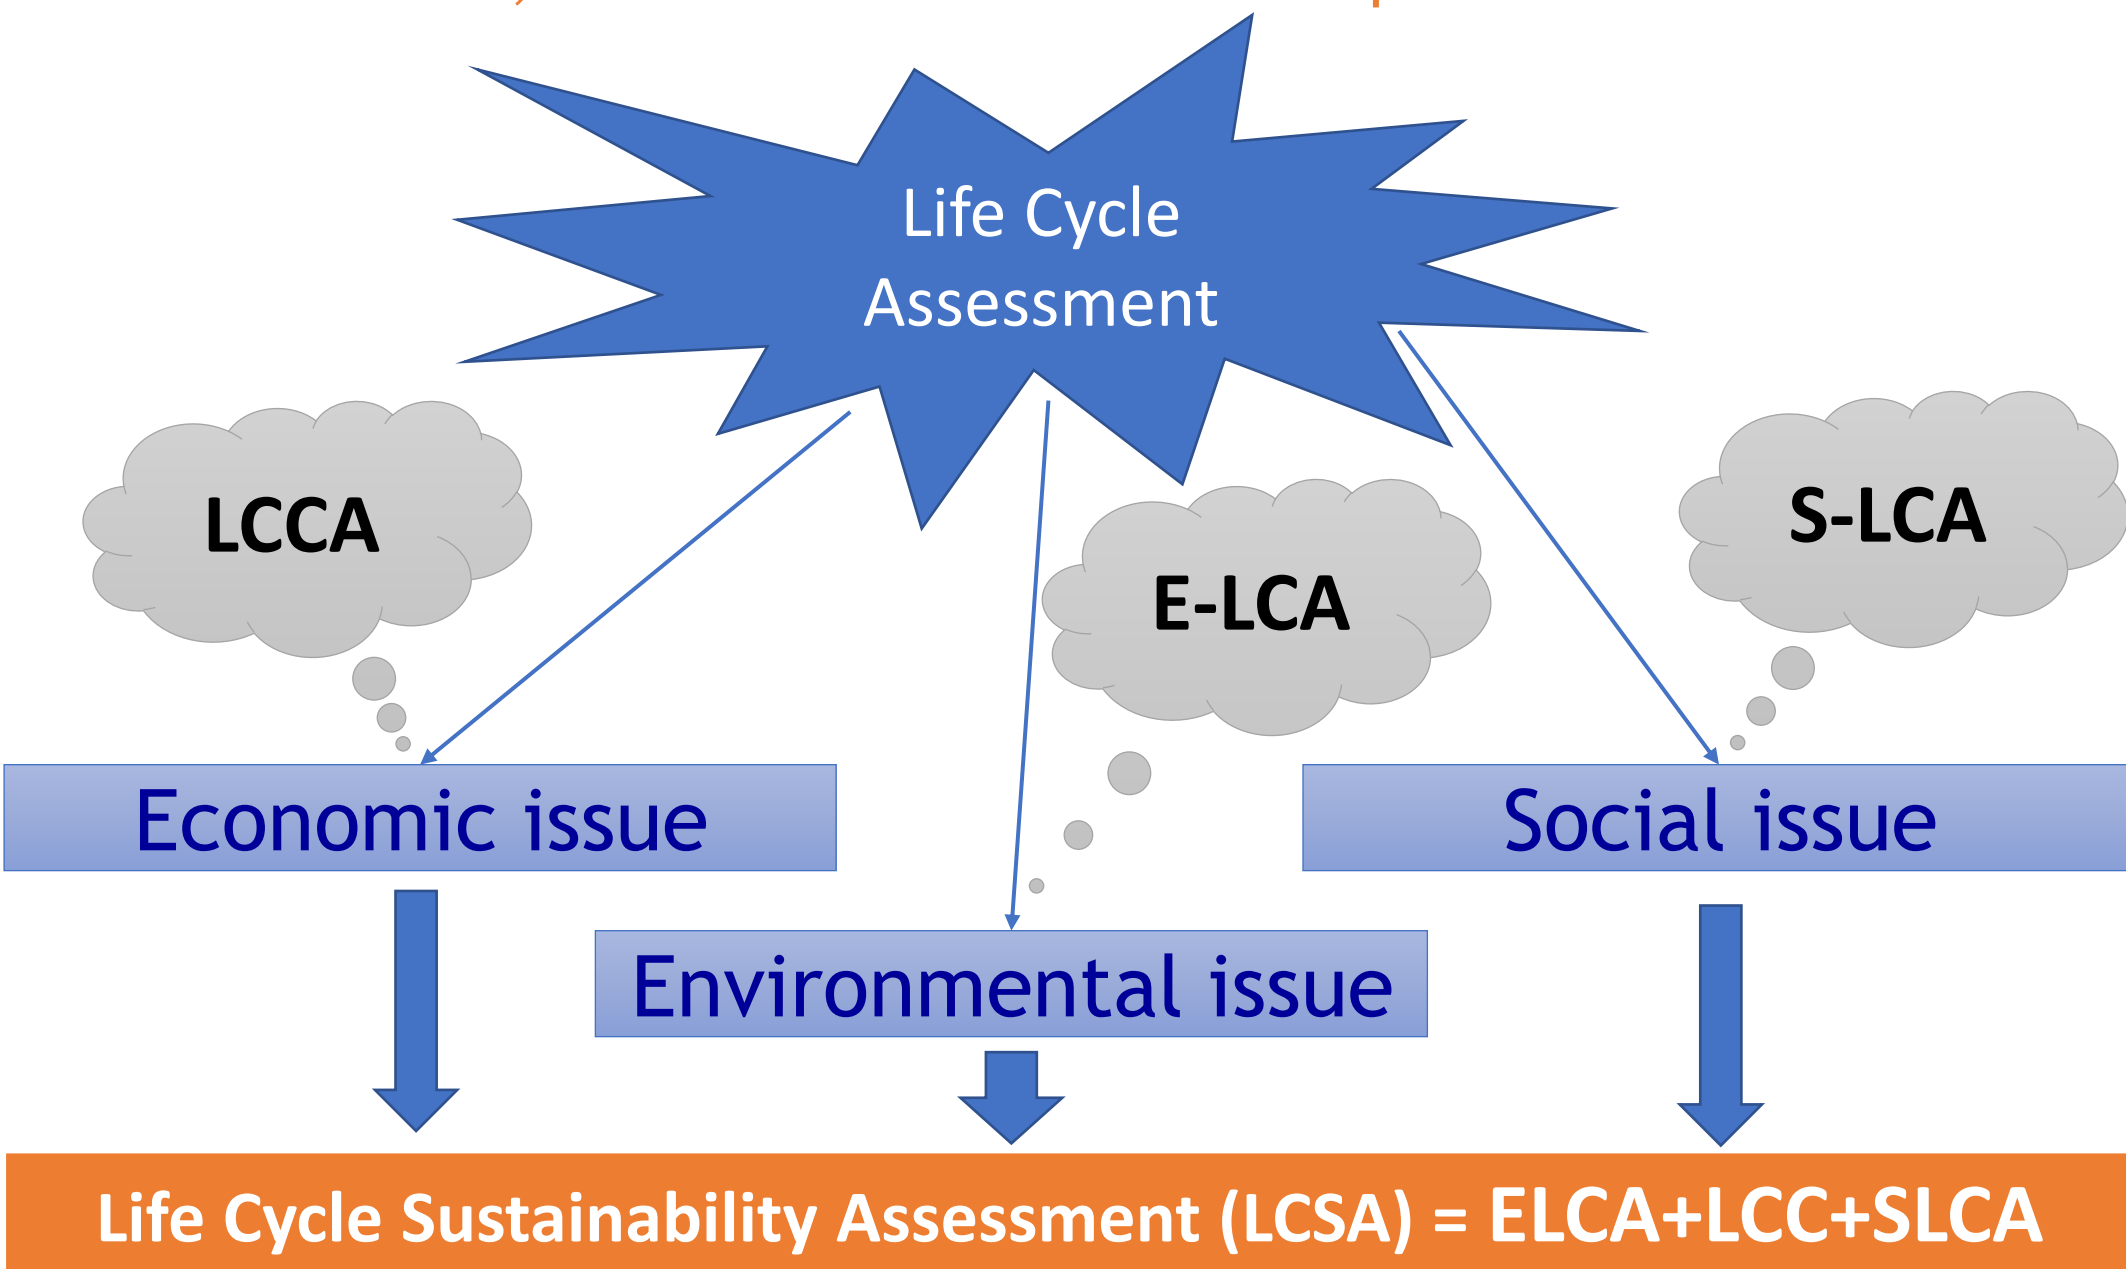 Life Cycle
Assessment
LCCA
S-LCA
E-LCA
Economic issue
Social issue
Environmental issue
Life Cycle Sustainability Assessment (LCSA) = ELCA+LCC+SLCA